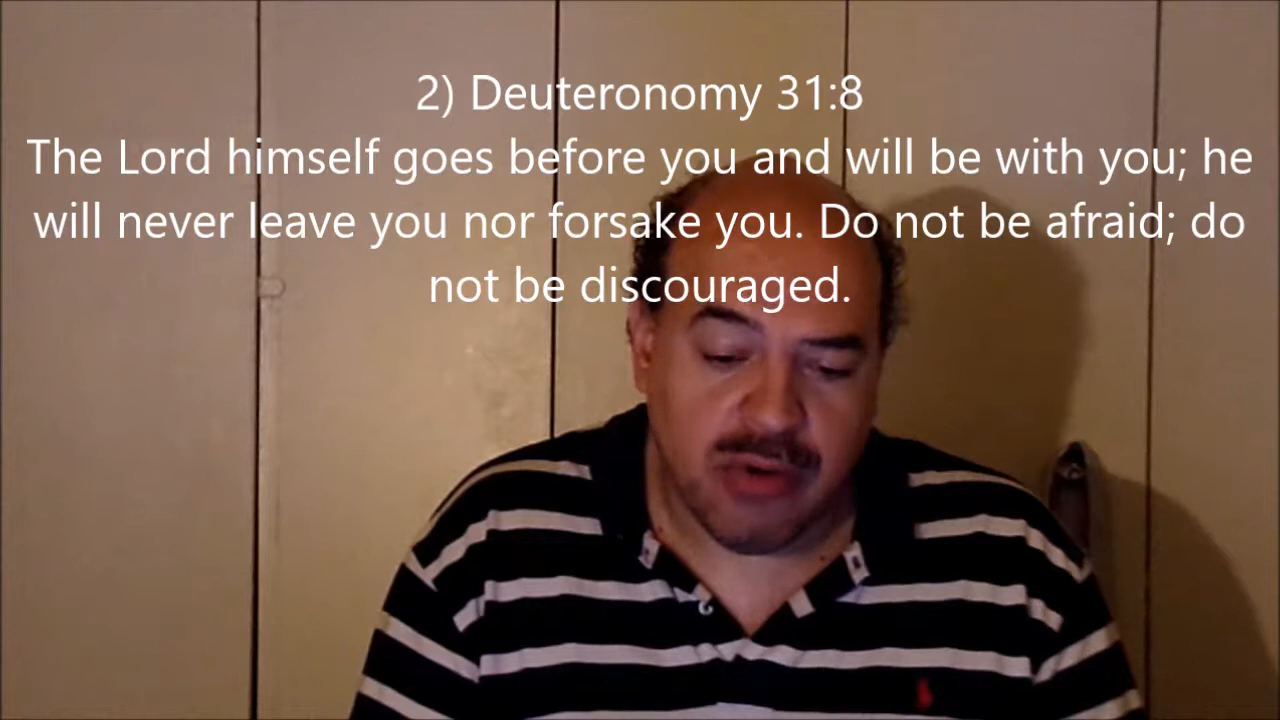 2) Deuteronomy 31:8
The Lord himself goes before you and will be with you; he
will never leave you nor forsake you. Do not be afraid; do
not be discouraged.